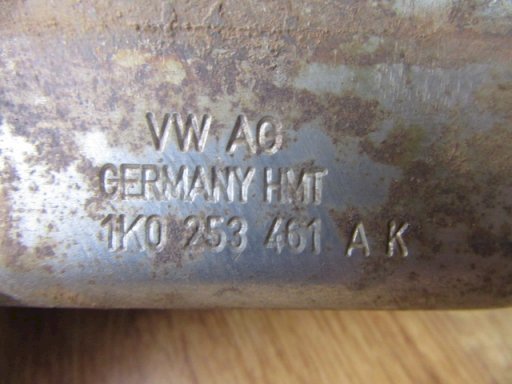 VW AG
GERMANY HMT
1K0 253 461 A K